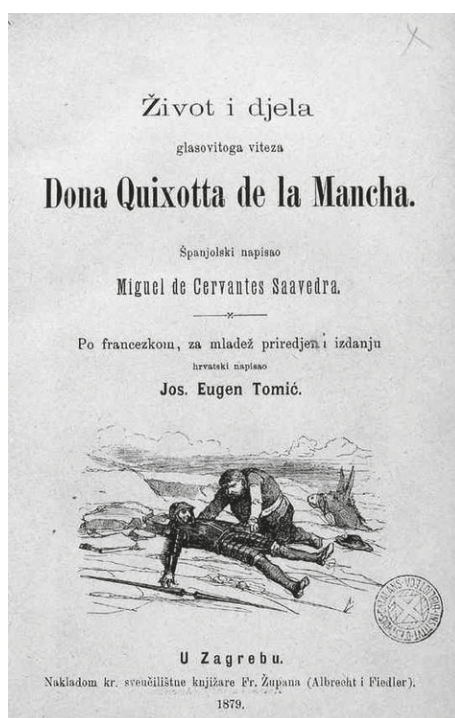 Život i djela
glasovitoga viteza
Dona Quixotta de la Mancha.
Španjolski napisao
Miguel de Cervantes Saavedra.
Po francezkom, za mladež priredjen i izdanju
hrvatski napisao
Jos. Eugen Tomić.
U Zagrebu.
Nakladom kr. sveučilištne knjižare Fr. Župana (Albrecht i Fiedler).
1879.